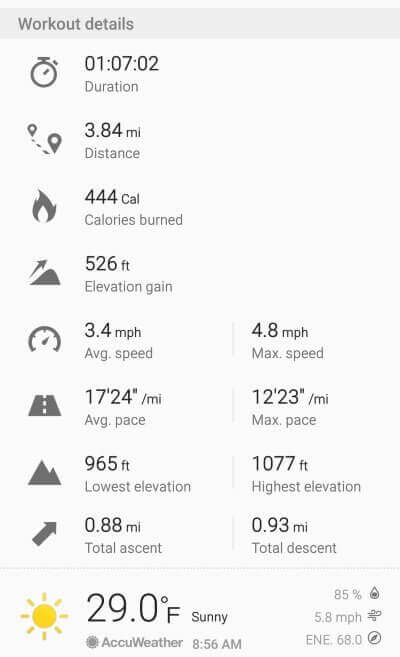 Workout details
01:07:02
Duration
3.84 mi
Distance
444 Cal
Calories burned
526 ft
Elevation gain
3.4 mph 4.8 mph
Avg. speed Max. speed
17'24" /mi 12'23" /mi
Avg. pace Max. pace
965 ft 1077 ft
Lowest elevation Highest elevation
0.88 mi 0.93 mi
Total ascent Total descent
29.0°F Sunny
AccuWeather 8:56 AM
85 %
5.8 mph
ENE. 68.0